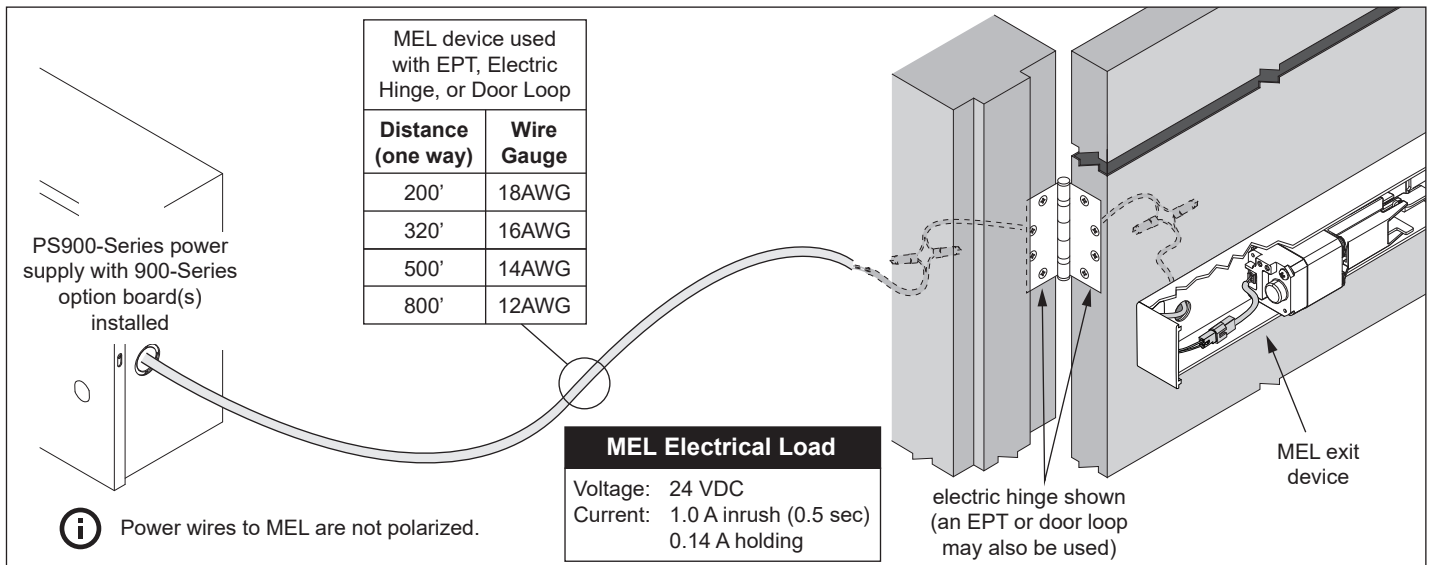 MEL device used
with EPT, Electric
Hinge, or Door Loop
Distance
(one way)
Wire
Gauge
200’ 18AWG
320’ 16AWG
500’ 14AWG
800’ 12AWG
PS900-Series power
supply with 900-Series
option board(s)
installed
MEL Electrical Load
Voltage: 24 VDC
Current: 1.0 A inrush (0.5 sec)
0.14 A holding
i Power wires to MEL are not polarized.
electric hinge shown
(an EPT or door loop
may also be used)
MEL exit
device